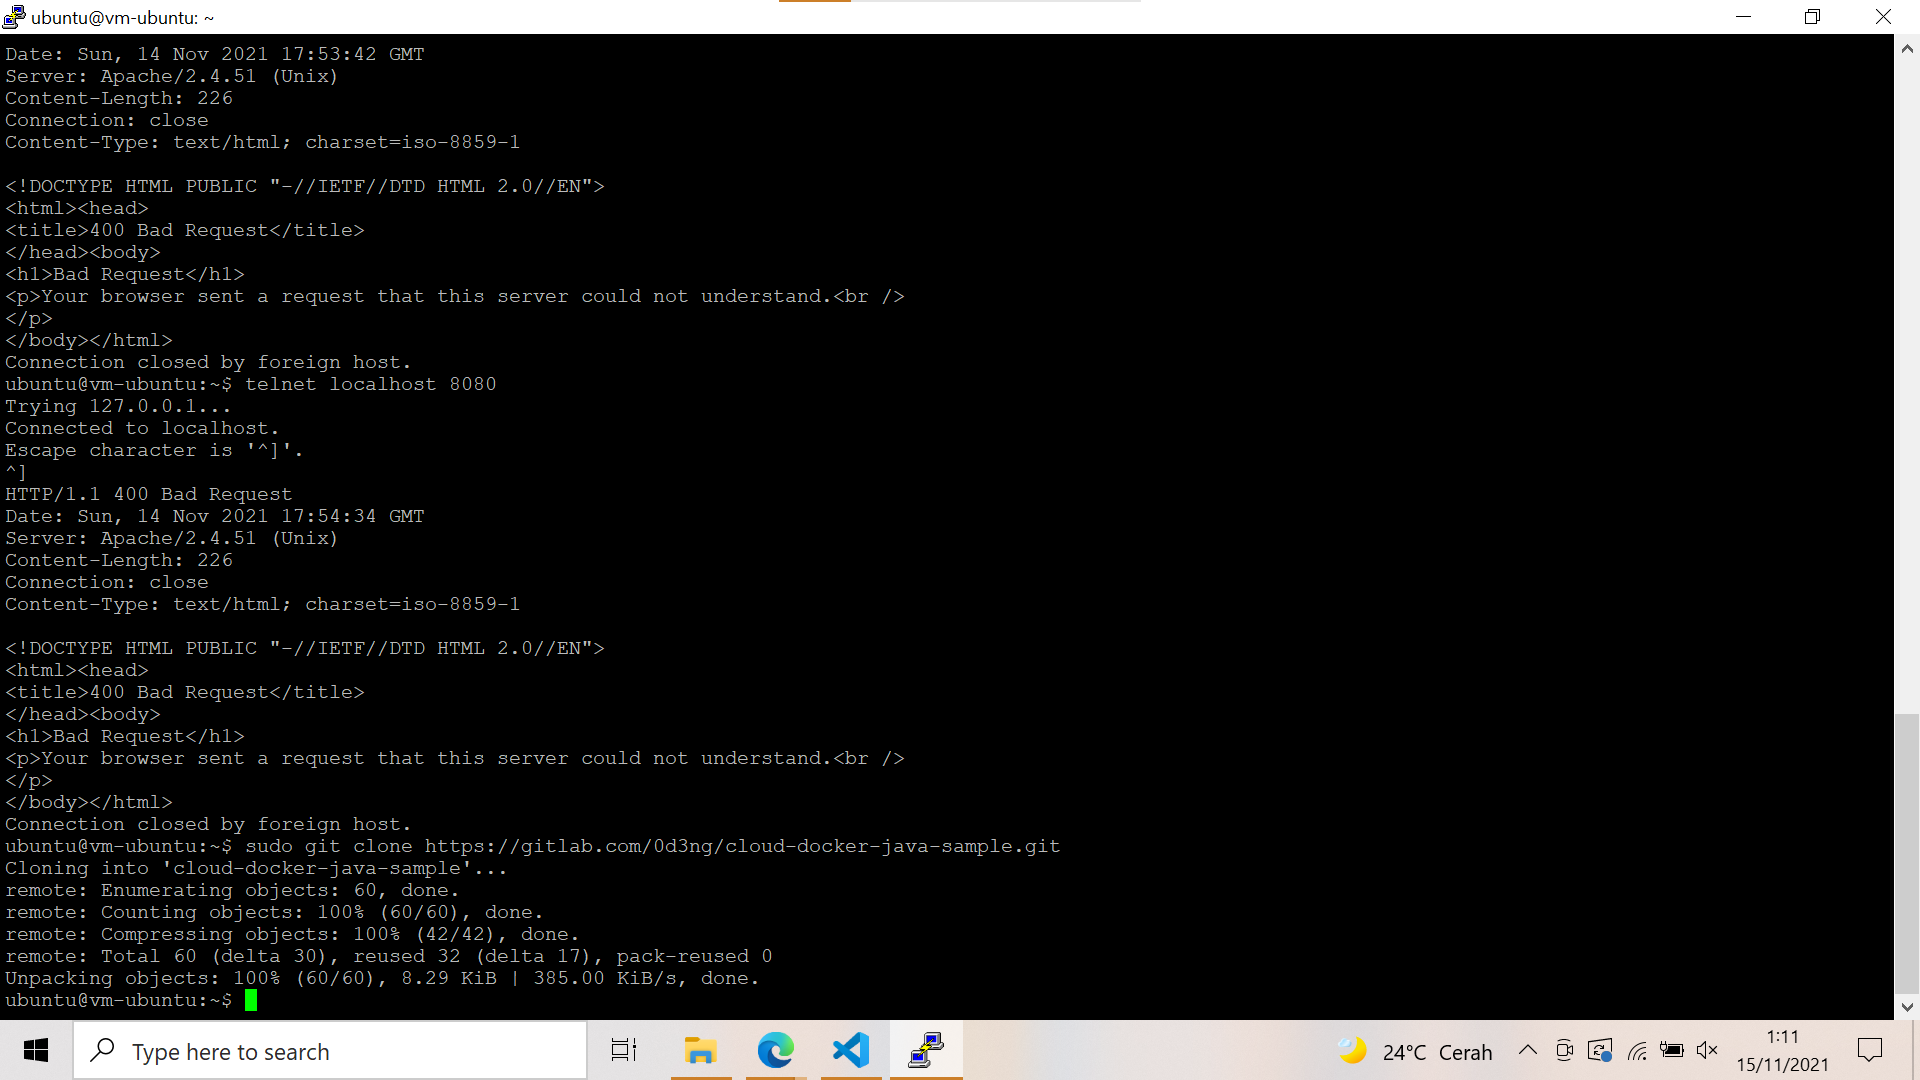 ubuntu@vm-ubuntu: ~
Date: Sun, 14 Nov 2021 17:53:42 GMT
Server: Apache/2.4.51 (Unix)
Content-Length: 226
Connection: close
Content-Type: text/html; charset=iso-8859-1
<!DOCTYPE HTML PUBLIC "-//IETF//DTD HTML 2.0//EN">
<html><head>
<title>400 Bad Request</title>
</head><body>
<h1>Bad Request</h1>
<p>Your browser sent a request that this server could not understand.<br />
</p>
</body></html>
Connection closed by foreign host.
ubuntu@vm-ubuntu:~$ telnet localhost 8080
Trying 127.0.0.1...
Connected to localhost.
Escape character is '^]'.
^]
HTTP/1.1 400 Bad Request
Date: Sun, 14 Nov 2021 17:54:34 GMT
Server: Apache/2.4.51 (Unix)
Content-Length: 226
Connection: close
Content-Type: text/html; charset=iso-8859-1
<!DOCTYPE HTML PUBLIC "-//IETF//DTD HTML 2.0//EN">
<html><head>
<title>400 Bad Request</title>
</head><body>
<h1>Bad Request</h1>
<p>Your browser sent a request that this server could not understand.<br />
</p>
</body></html>
Connection closed by foreign host.
ubuntu@vm-ubuntu:~$ sudo git clone https://gitlab.com/0d3ng/cloud-docker-java-sample.git
Cloning into 'cloud-docker-java-sample'...
remote: Enumerating objects: 60, done.
remote: Counting objects: 100% (60/60), done.
remote: Compressing objects: 100% (42/42), done.
remote: Total 60 (delta 30), reused 32 (delta 17), pack-reused 0
Unpacking objects: 100% (60/60), 8.29 KiB | 385.00 KiB/s, done.
ubuntu@vm-ubuntu:~$
Type here to search
24°C Cerah
1:11
15/11/2021